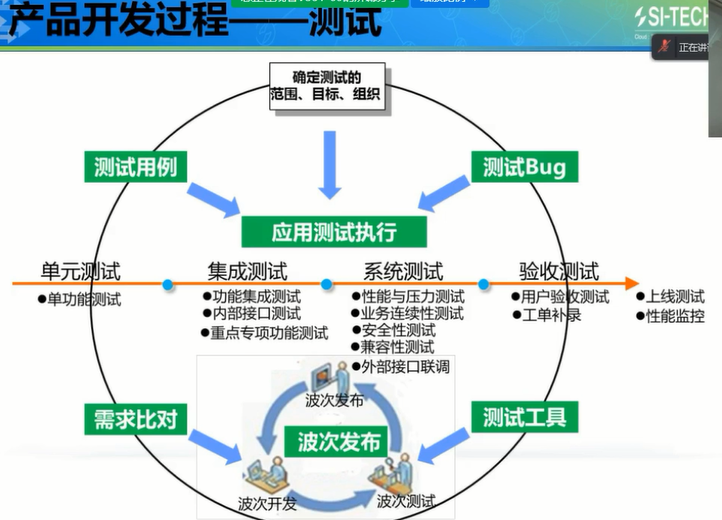 产品开发过程——测试
SI-TECH
正在讲
确定测试的
范围、目标、组织
测试用例
测试Bug
应用测试执行
单元测试
集成测试
系统测试
验收测试
●单功能测试
●功能集成测试
●内部接口测试
●重点专项功能测试
●性能与压力测试
●业务连续性测试
●安全性测试
●兼容性测试
●外部接口联调
●用户验收测试
●工单补录
●上线测试
●性能监控
波次发布
需求比对
波次发布
测试工具
波次开发
波次测试